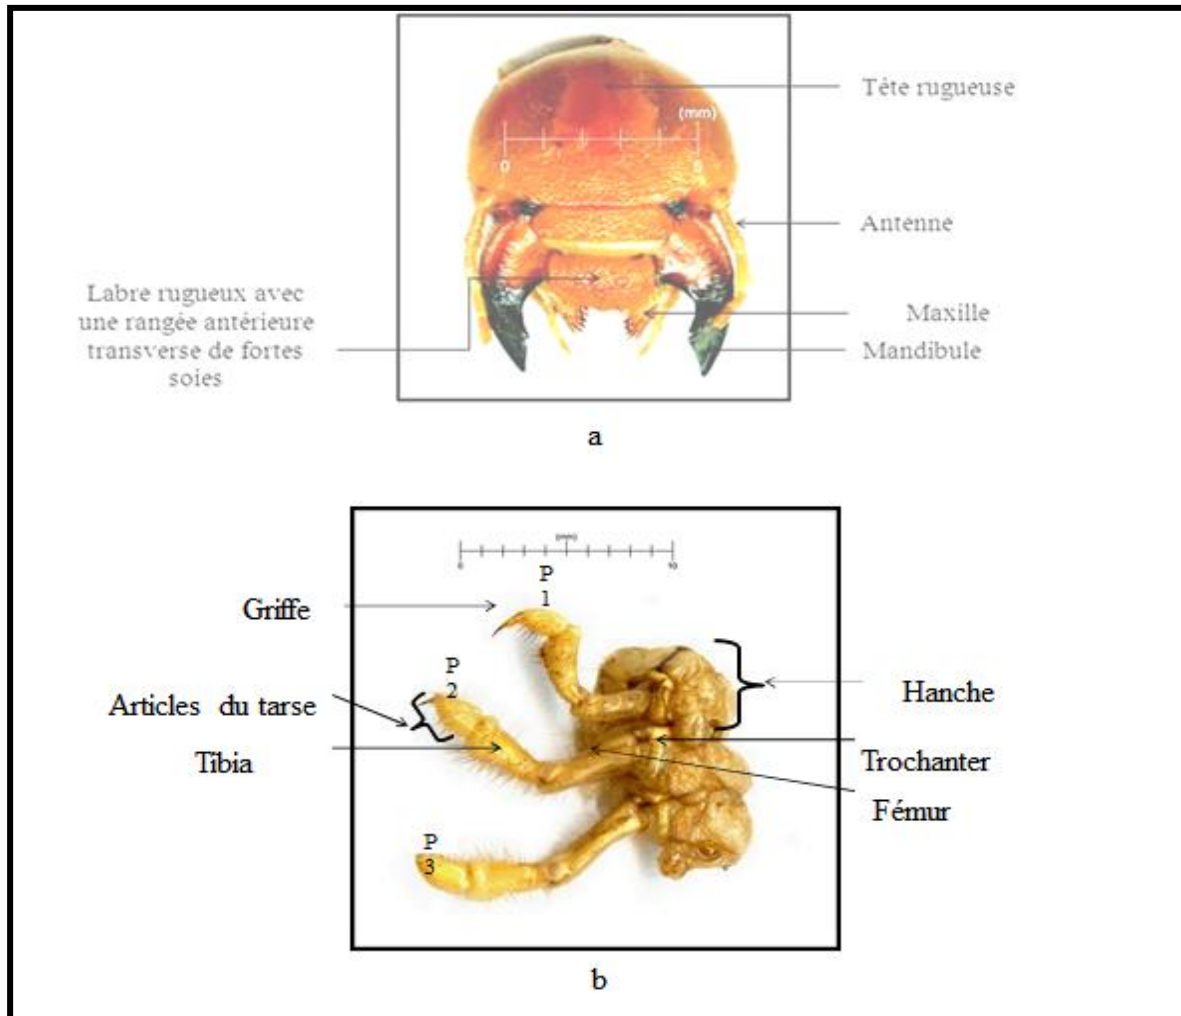 Tête rugueuse
(mm)
0 5
Antenne
Labre rugueux avec
une rangée antérieure
transverse de fortes
soies
Maxille
Mandibule
a
(mm)
0 10
P
1
Griffe
P
2
Articles du tarse
Hanche
Tibia
Trochanter
Fémur
P
3
b